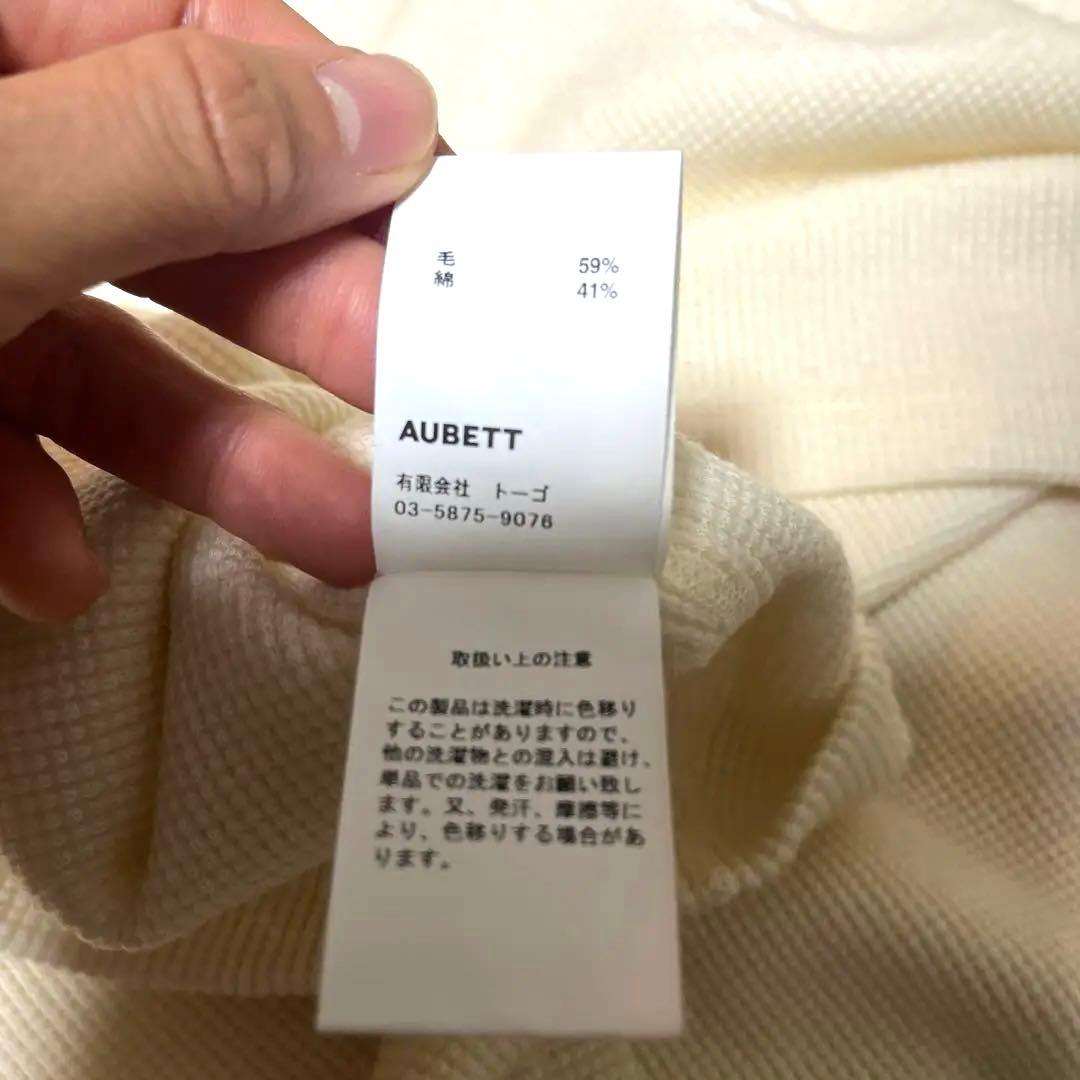 毛 59%
綿 41%
AUBETT
有限会社 トーゴ
03-5875-9076
取扱い上の注意
この製品は洗濯時に色移り
することがありますので、
他の洗濯物との混入は避け、
単品での洗濯をお願い致し
ます。又、発汗、摩擦等に
より、色移りする場合があ
ります。